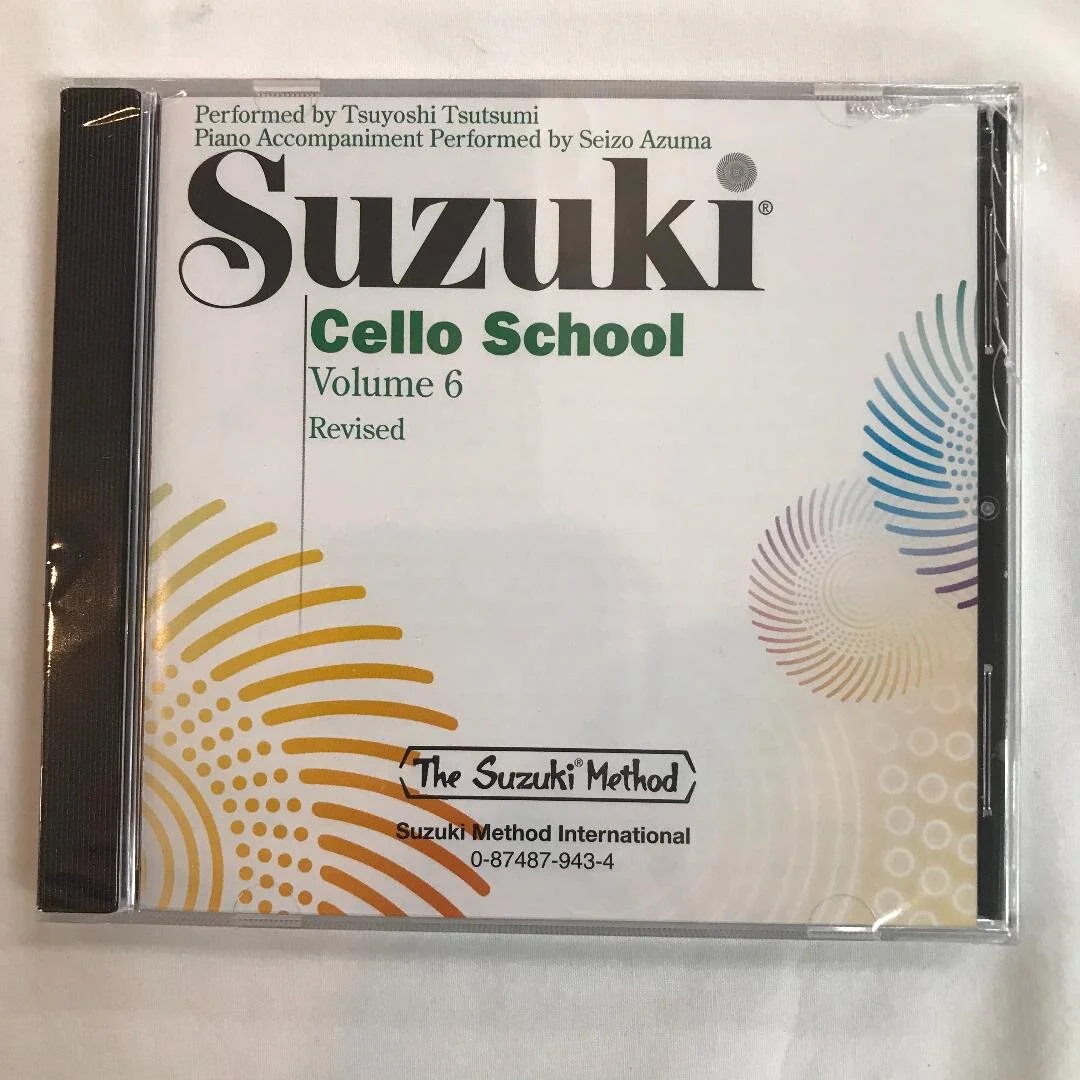 Performed by Tsuyoshi Tsutsumi
Piano Accompaniment Performed by Seizo Azuma
Suzuki®
Cello School
Volume 6
Revised
The Suzuki® Method
Suzuki Method International
0-87487-943-4